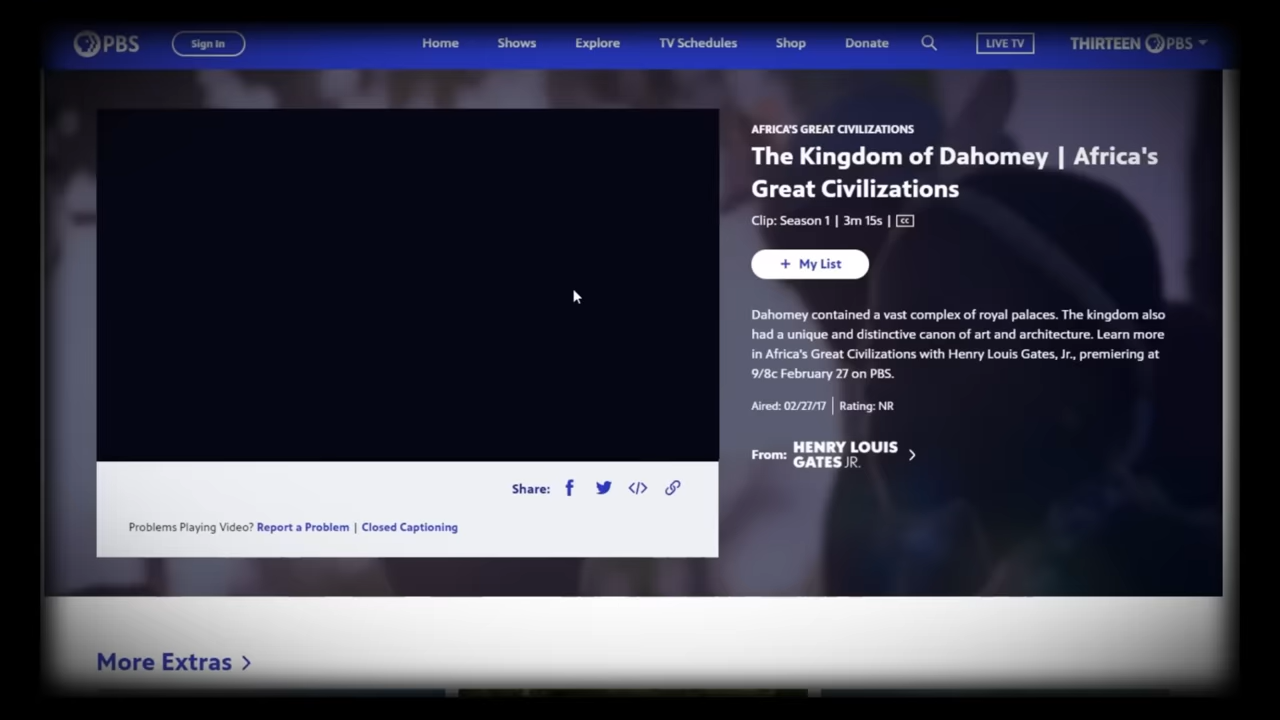 PBS
Sign In
Home
Shows
Explore
TV Schedules
Shop
Donate
LIVE TV
THIRTEEN PBS
AFRICA'S GREAT CIVILIZATIONS
The Kingdom of Dahomey | Africa's
Great Civilizations
Clip: Season 1 | 3m 15s | CC
+ My List
Dahomey contained a vast complex of royal palaces. The kingdom also
had a unique and distinctive canon of art and architecture. Learn more
in Africa's Great Civilizations with Henry Louis Gates, Jr., premiering at
9/8c February 27 on PBS.
Aired: 02/27/17 | Rating: NR
From: HENRY LOUIS
GATES JR.
Share:
Problems Playing Video? Report a Problem | Closed Captioning
More Extras